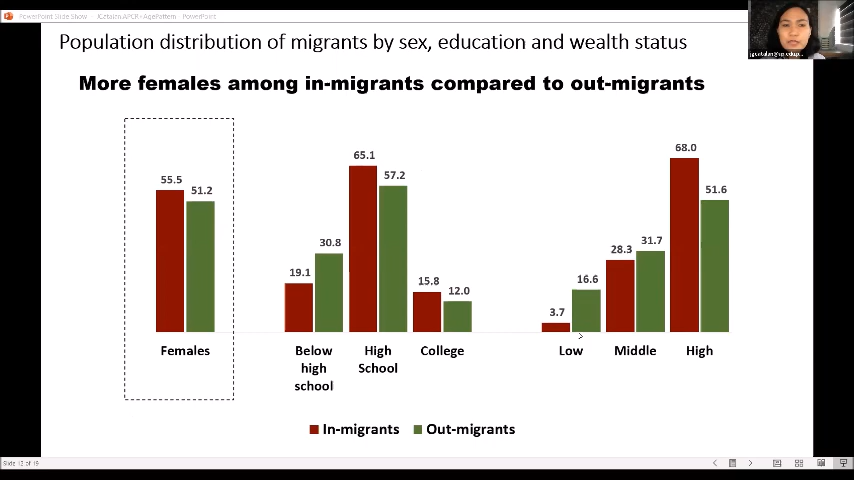 PowerPoint Slide Show - JCatalan.APCR - AgePattern - PowerPoint
Population distribution of migrants by sex, education and wealth status
More females among in-migrants compared to out-migrants
55.5
51.2
19.1
30.8
65.1
57.2
15.8
12.0
3.7
16.6
28.3
31.7
68.0
51.6
Females
Below
high
school
High
School
College
Low
Middle
High
In-migrants
Out-migrants
Slide 12 of 19